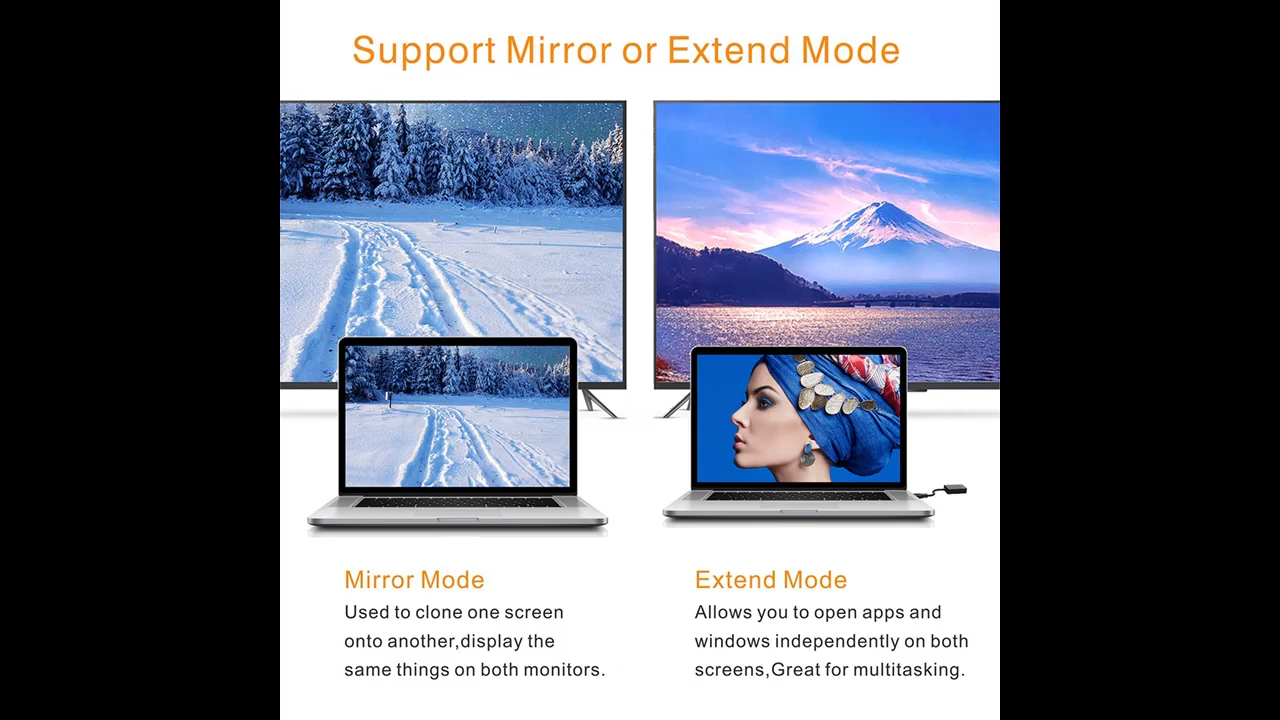 Support Mirror or Extend Mode
Mirror Mode
Used to clone one screen
onto another,display the
same things on both monitors.
Extend Mode
Allows you to open apps and
windows independently on both
screens,Great for multitasking.